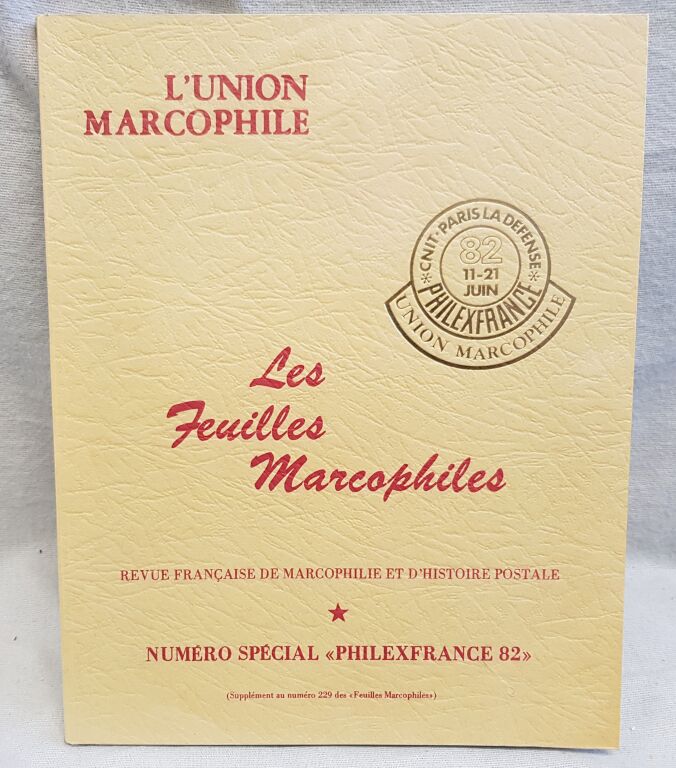 L'UNION
MARCOPHILE
*CNIT·PARIS LA DÉFENSE*
82
11-21
JUIN
PHILEXFRANCE
UNION MARCOPHILE
Les
Feuilles
Marcophiles
REVUE FRANÇAISE DE MARCOPHILIE ET D'HISTOIRE POSTALE
★
NUMÉRO SPÉCIAL «PHILEXFRANCE 82»
(Supplément au numéro 229 des «Feuilles Marcophiles»)